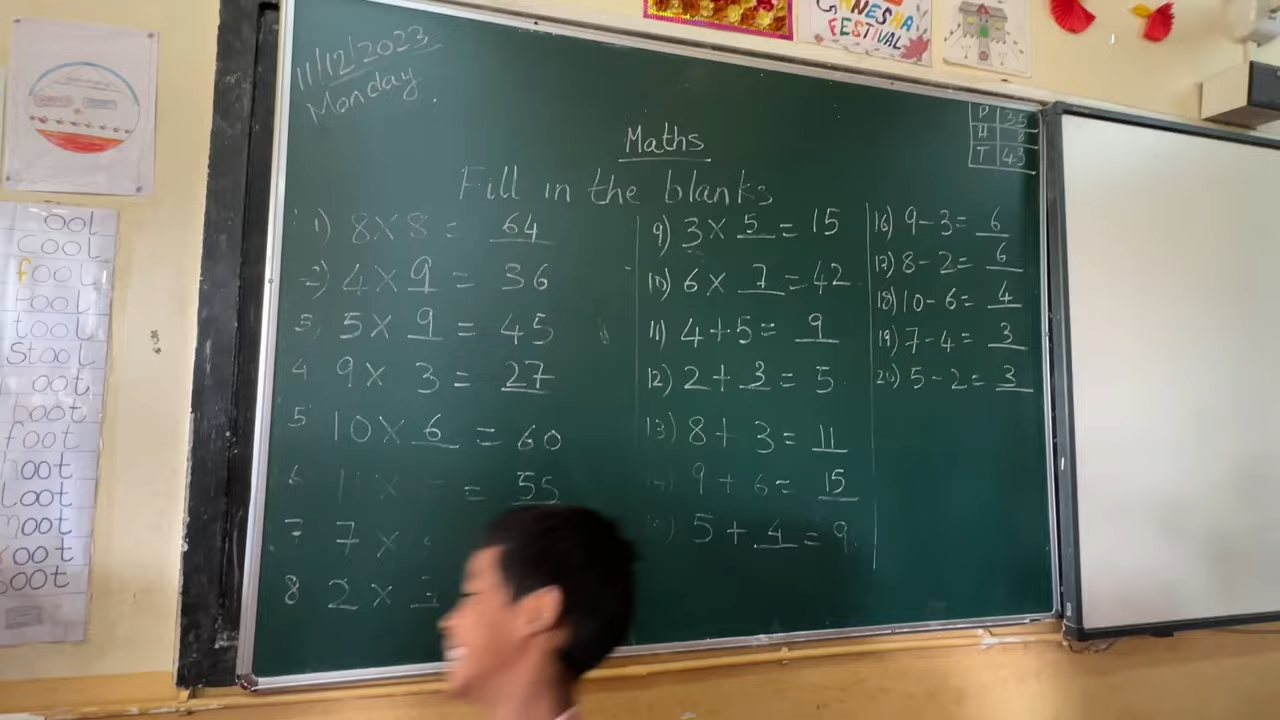 GANESHA
FESTIVAL
11/12/2023
Monday.
P 35
A 8
T 43
Maths
Fill in the blanks
1) 8 × 8 = 64
2) 4 × 9 = 36
3) 5 × 9 = 45
4 9 × 3 = 27
5 10 × 6 = 60
6 = 55
7 7 ×
8 2 ×
9) 3 × 5 = 15
10) 6 × 7 = 42
11) 4 + 5 = 9
12) 2 + 3 = 5
13) 8 + 3 = 11
14) 9 + 6 = 15
15) 5 + 4 = 9
16) 9 - 3 = 6
17) 8 - 2 = 6
18) 10 - 6 = 4
19) 7 - 4 = 3
20) 5 - 2 = 3
ool
Cool
fool
Pool
tool
Stool
oot
boot
foot
hoot
Loot
moot
root
Soot